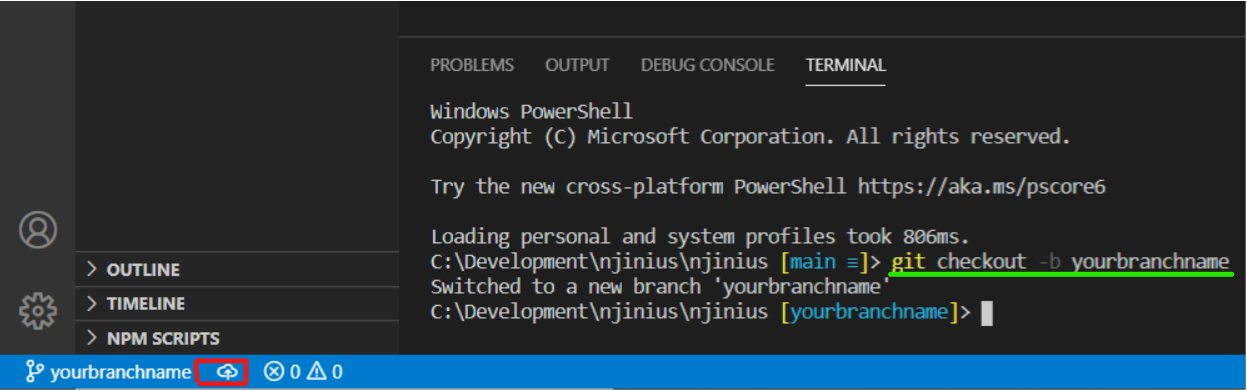 PROBLEMS OUTPUT DEBUG CONSOLE TERMINAL
Windows PowerShell
Copyright (C) Microsoft Corporation. All rights reserved.
Try the new cross-platform PowerShell https://aka.ms/pscore6
Loading personal and system profiles took 806ms.
C:\Development\njinius\njinius [main ≡]> git checkout -b yourbranchname
Switched to a new branch 'yourbranchname'
C:\Development\njinius\njinius [yourbranchname]>
OUTLINE
TIMELINE
NPM SCRIPTS
yourbranchname 0 0